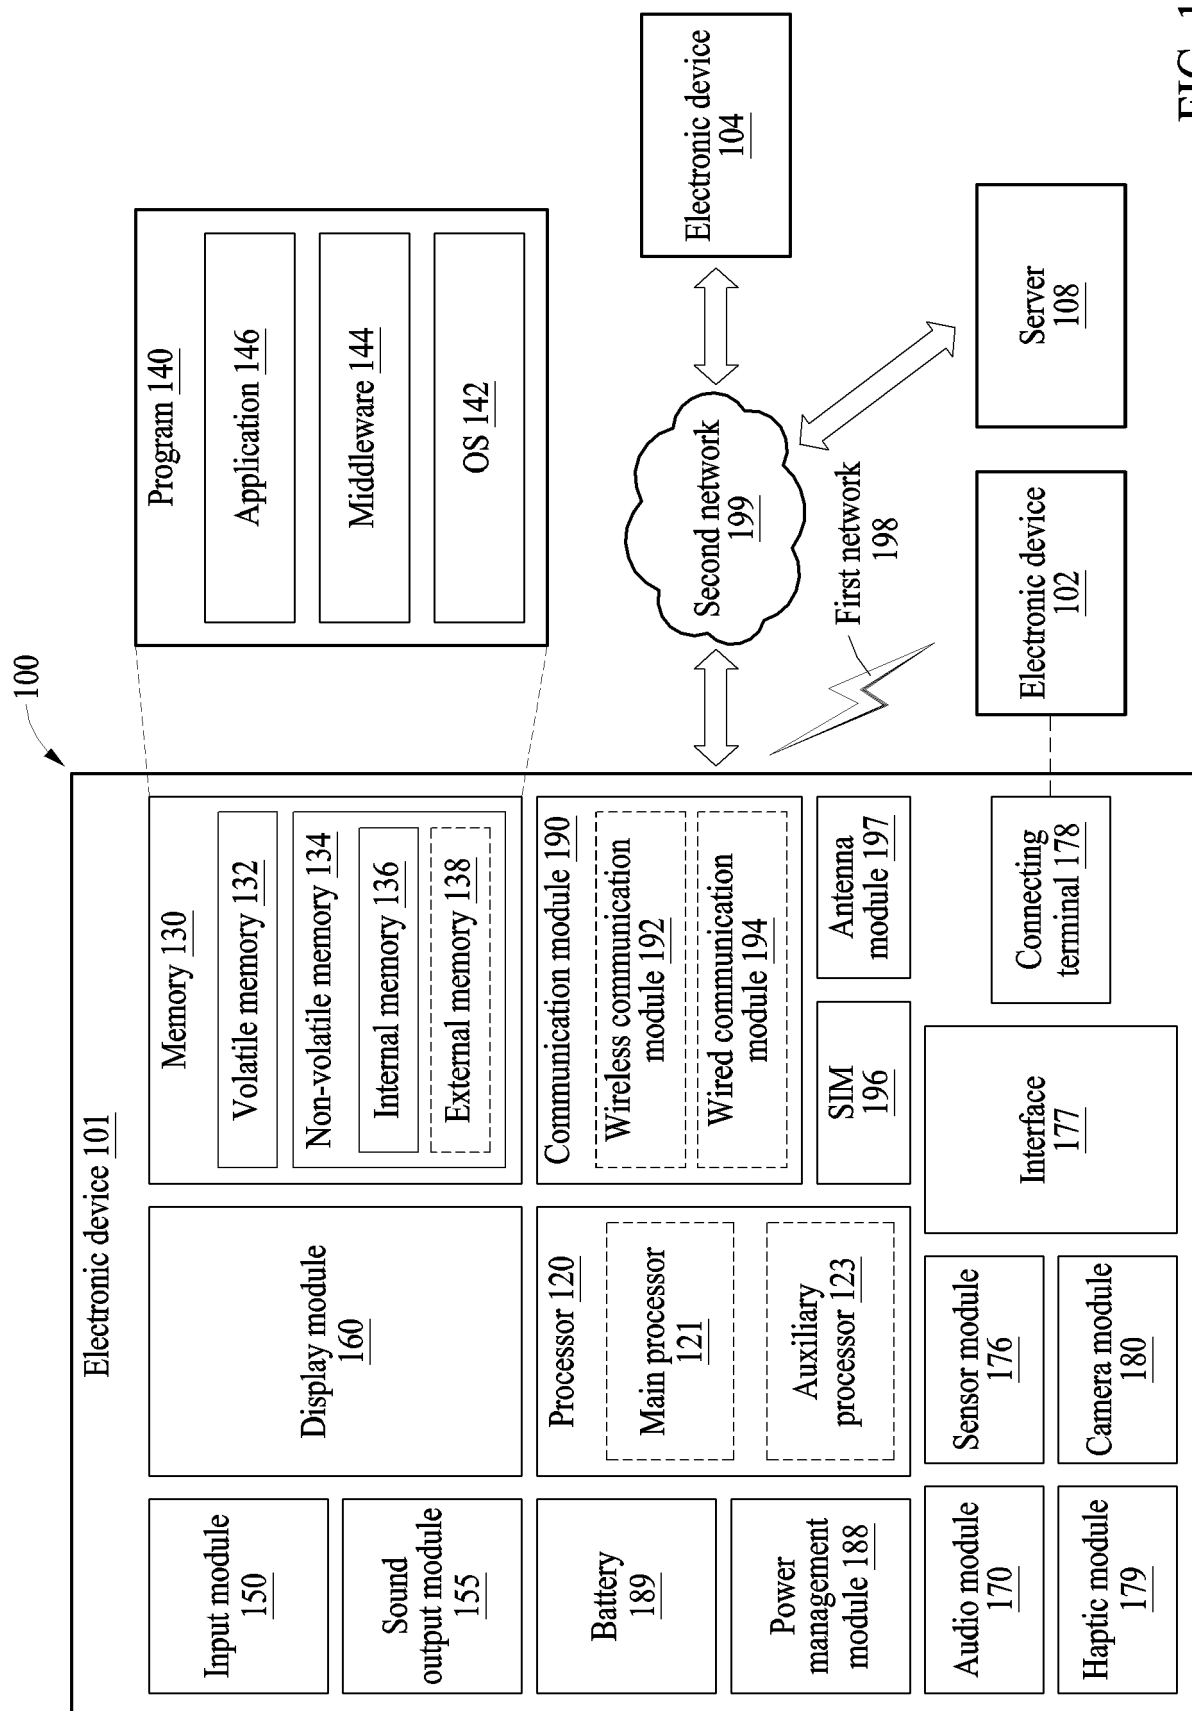 100
Electronic device 101
Input module
150
Sound
output module
155
Battery
189
Power
management
module 188
Audio module
170
Haptic module
179
Display module
160
Processor 120
Main processor
121
Auxiliary
processor 123
Sensor module
176
Camera module
180
Memory 130
Volatile memory 132
Non-volatile memory 134
Internal memory 136
External memory 138
Communication module 190
Wireless communication
module 192
Wired communication
module 194
SIM
196
Antenna
module 197
Interface
177
Connecting
terminal 178
Program 140
Application 146
Middleware 144
OS 142
Second network
199
First network
198
Electronic device
104
Electronic device
102
Server
108
FIG. 1